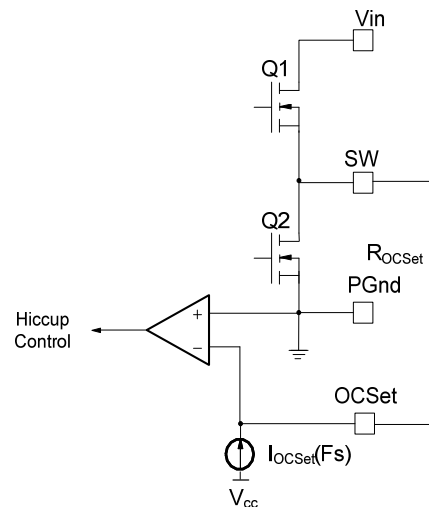 Vin
Q1
SW
Q2
ROCSet
PGnd
Hiccup
Control
+
−
OCSet
IOCSet(Fs)
Vcc